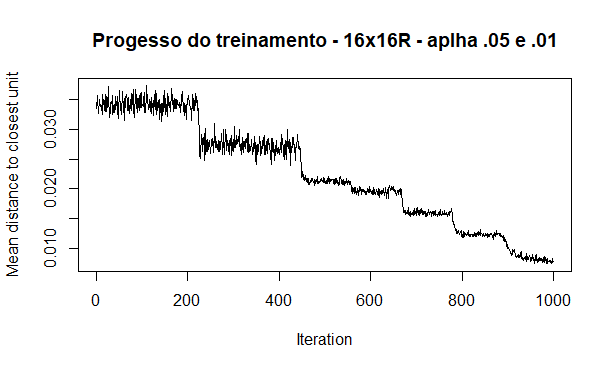 Progesso do treinamento - 16x16R - aplha .05 e .01
Mean distance to closest unit
0.030
0.020
0.010
0 200 400 600 800 1000
Iteration